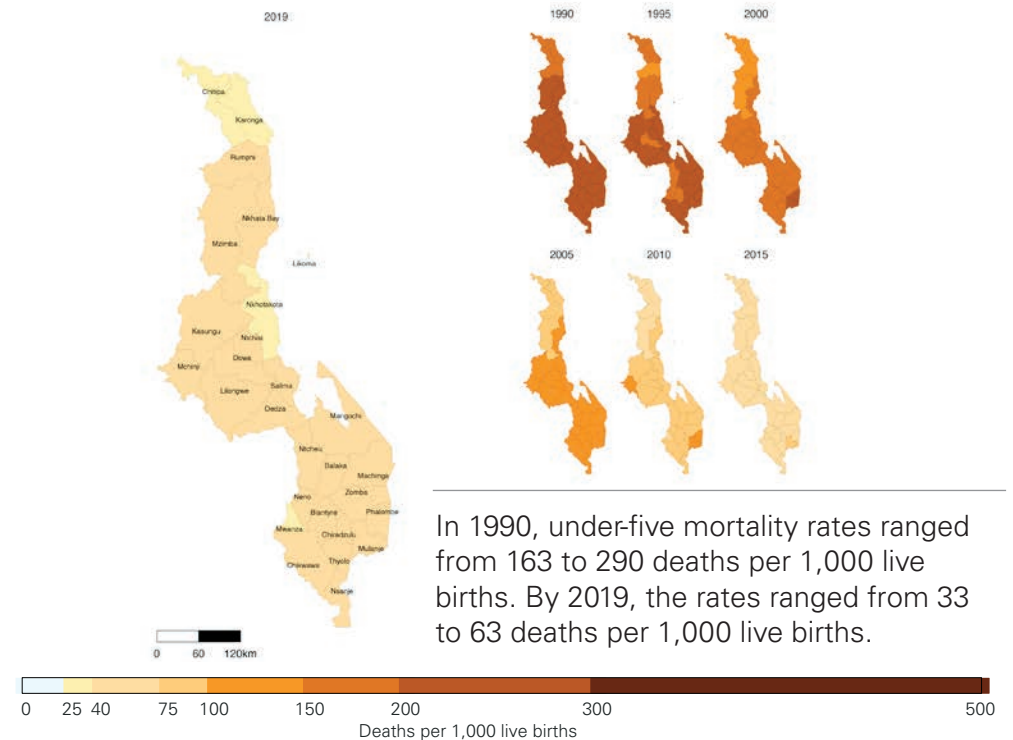 2019
1990
1995
2000
Chitipa
Karonga
Rumphi
Nkhata Bay
Mzimba
Likoma
Nkhotakota
Kasungu
Ntchisi
Dowa
Mchinji
Lilongwe
Salima
Dedza
Mangochi
Ntcheu
Balaka
Machinga
Neno
Zomba
Blantyre
Phalombe
Mwanza
Chiradzulu
Mulanje
Chikwawa
Thyolo
Nsanje
0 60 120km
2005
2010
2015
In 1990, under-five mortality rates ranged
from 163 to 290 deaths per 1,000 live
births. By 2019, the rates ranged from 33
to 63 deaths per 1,000 live births.
0 25 40 75 100 150 200 300 500
Deaths per 1,000 live births